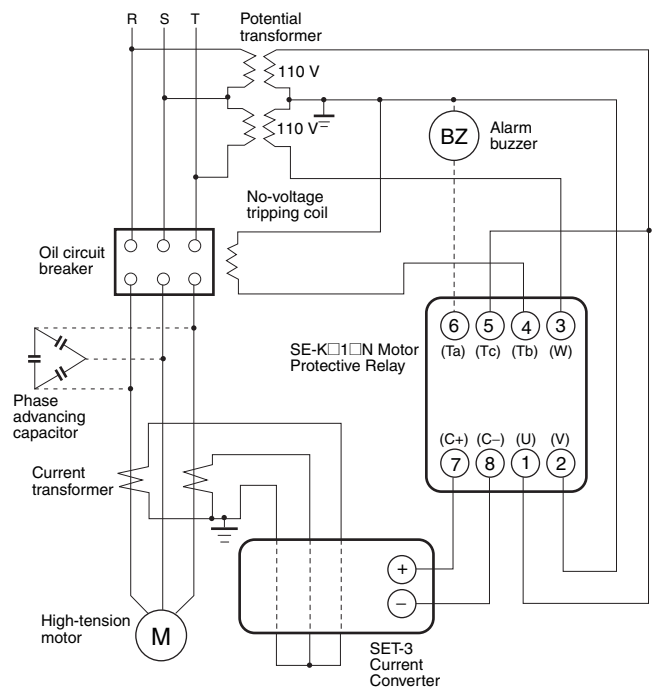 R S T
Potential
transformer
110 V
110 V
BZ
Alarm
buzzer
No-voltage
tripping coil
Oil circuit
breaker
SE-K□1□N Motor
Protective Relay
6 5 4 3
(Ta) (Tc) (Tb) (W)
Phase
advancing
capacitor
(C+) (C−) (U) (V)
7 8 1 2
Current
transformer
+
−
High-tension
motor
M
SET-3
Current
Converter